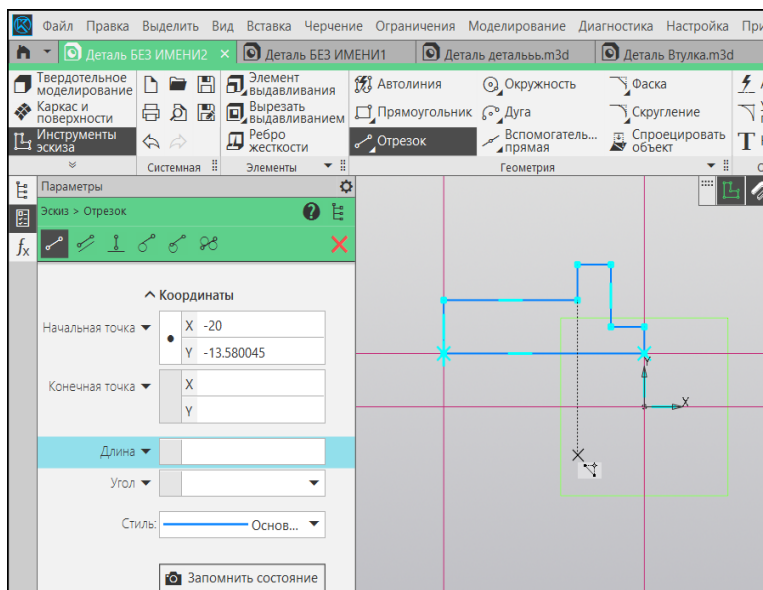 Файл Правка Выделить Вид Вставка Черчение Ограничения Моделирование Диагностика Настройка При
Деталь БЕЗ ИМЕНИ2 × Деталь БЕЗ ИМЕНИ1 Деталь деталььь.m3d Деталь Втулка.m3d
Твердотельное моделирование
Каркас и поверхности
Инструменты эскиза
Системная
Элемент выдавливания
Вырезать выдавливанием
Ребро жесткости
Элементы
Автолиния Окружность Фаска
Прямоугольник Дуга Скругление
Отрезок Вспомогатель... прямая Спроецировать объект
Геометрия
Параметры
Эскиз > Отрезок
Координаты
Начальная точка X -20
Y -13.580045
Конечная точка X
Y
Длина
Угол
Стиль: Основ...
Запомнить состояние
fx
Y
X